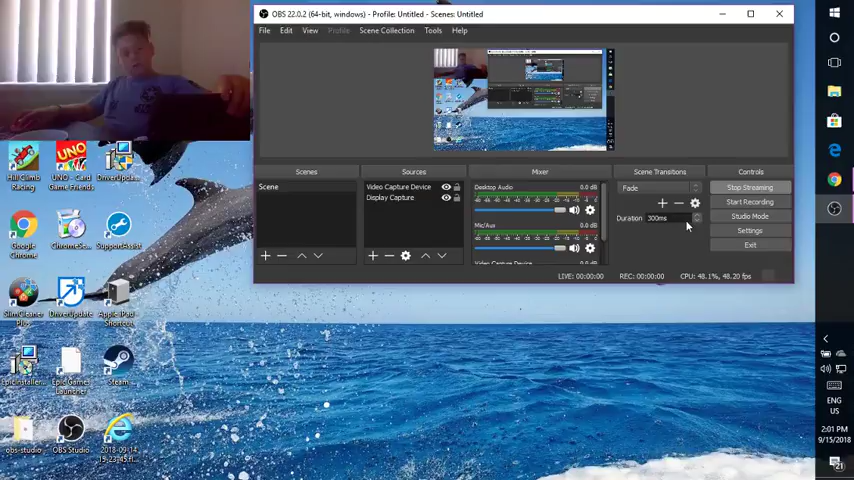 OBS 22.0.2 (64-bit, windows) - Profile: Untitled - Scenes: Untitled
File Edit View Profile Scene Collection Tools Help
Scenes Sources Mixer Scene Transitions Controls
Scene
Video Capture Device
Display Capture
Desktop Audio 0.0 dB
Mic/Aux 0.0 dB
Video Capture Device
Fade
Duration 300ms
Stop Streaming
Start Recording
Studio Mode
Settings
Exit
LIVE: 00:00:00 REC: 00:00:00 CPU: 48.1%, 48.20 fps
Hill Climb Racing
UNO - Card Game Friends
DriverUpda...
Google Chrome
ChromeSe...
SupportAssist
SlimCleaner Plus
DriverUpdate
Apple iPad Shortcut
EpicInstaller...
Epic Games Launcher
Steam
obs-studio
OBS Studio
2018-09-14
ENG
US
2:01 PM
9/15/2018
21